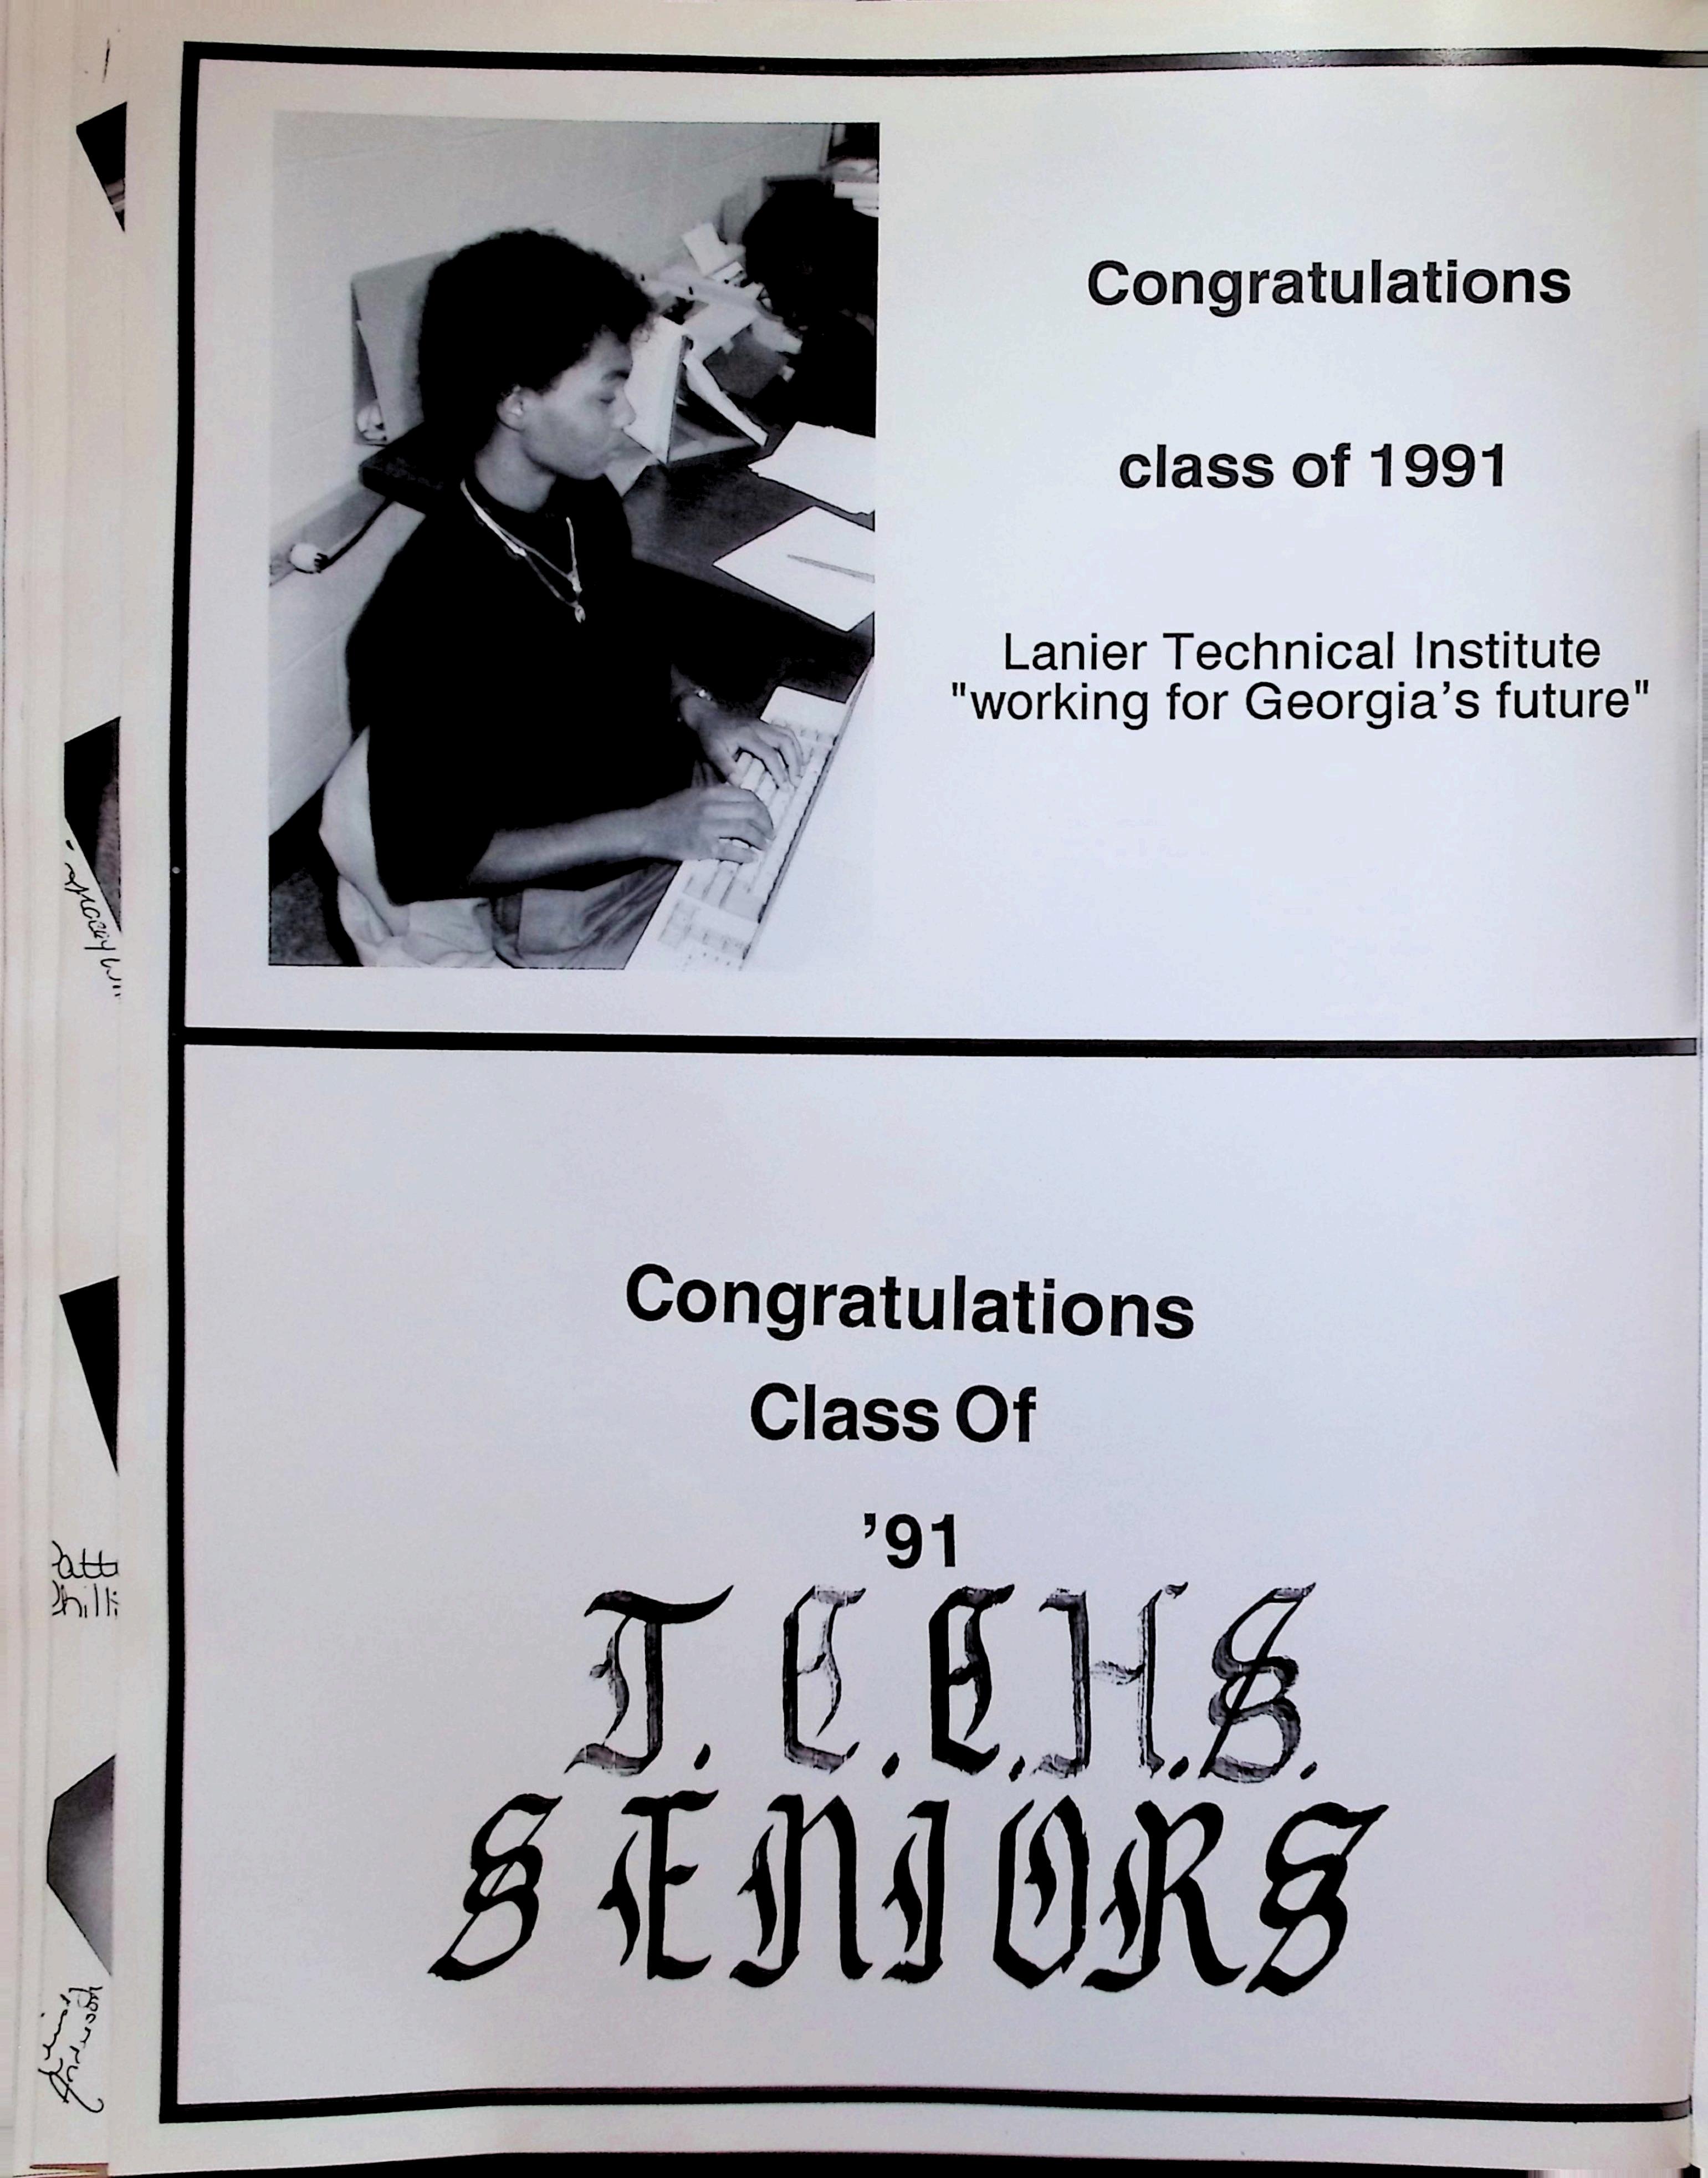 Congratulations
class of 1991
Lanier Technical Institute
"working for Georgia's future"
Congratulations
Class Of
'91
T.C.C.H.S.
SENIORS